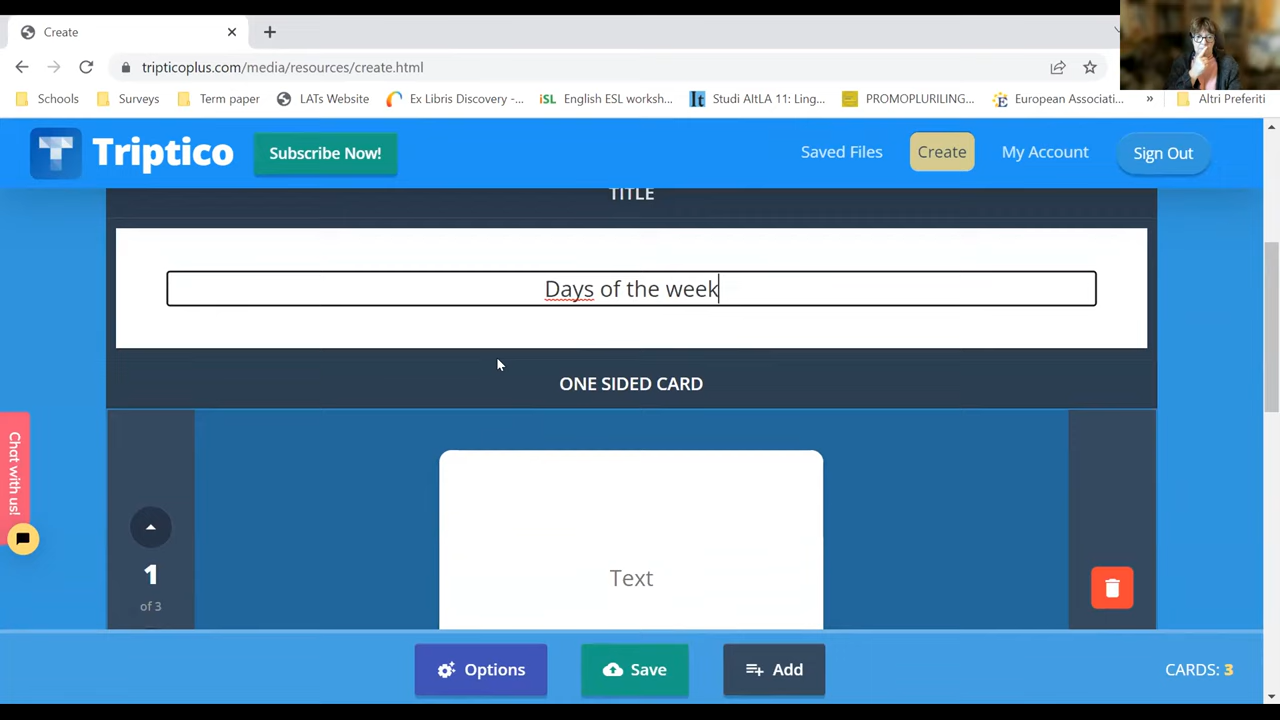 Create
tripticoplus.com/media/resources/create.html
Schools
Surveys
Term paper
LATs Website
Ex Libris Discovery -...
iSL English ESL worksh...
It Studi AltLA 11: Ling...
PROMOPLURILING...
European Associati...
»
Altri Preferiti
T Triptico
Subscribe Now!
Saved Files
Create
My Account
Sign Out
TITLE
Days of the week
ONE SIDED CARD
Chat with us!
1
of 3
Text
Options
Save
Add
CARDS: 3